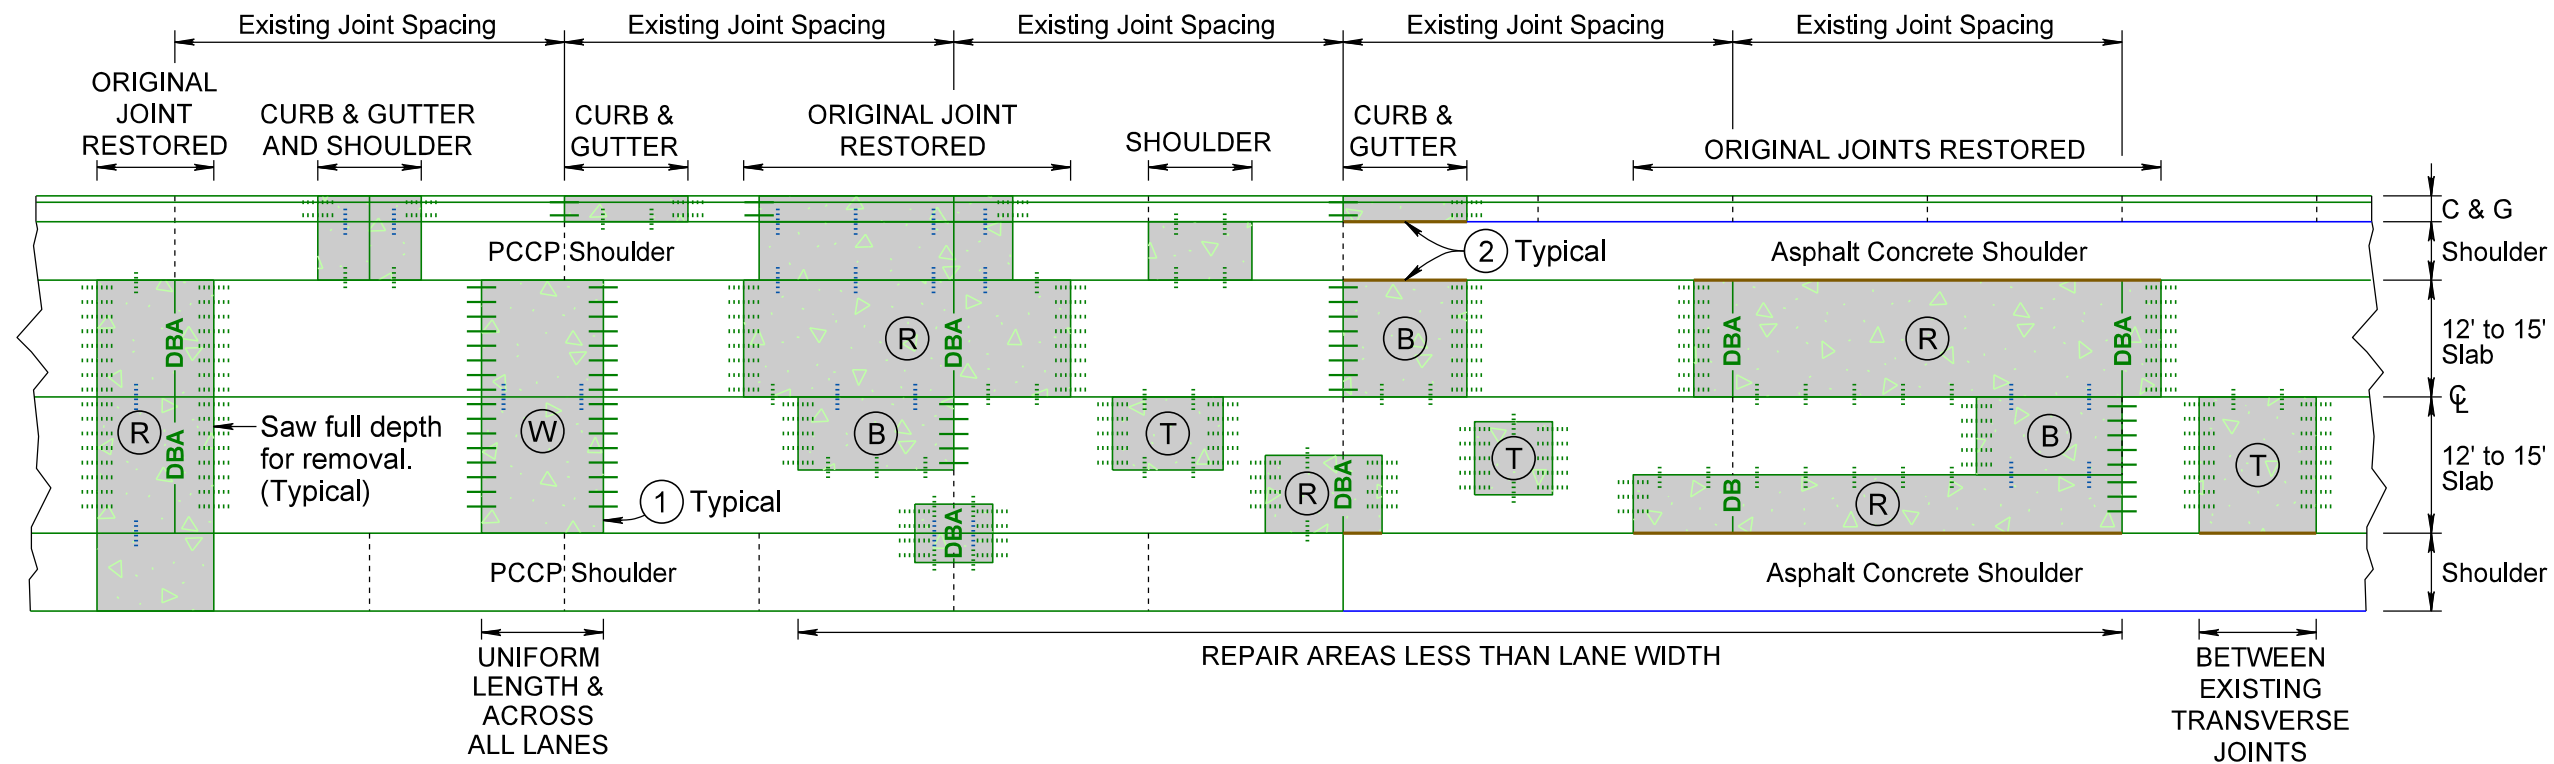 Existing Joint Spacing
Existing Joint Spacing
Existing Joint Spacing
Existing Joint Spacing
Existing Joint Spacing
ORIGINAL
JOINT
RESTORED
CURB & GUTTER
AND SHOULDER
CURB &
GUTTER
ORIGINAL JOINT
RESTORED
SHOULDER
CURB &
GUTTER
ORIGINAL JOINTS RESTORED
C & G
PCCP Shoulder
2 Typical
Asphalt Concrete Shoulder
Shoulder
DBA
R
DBA
B
DBA
R
DBA
12' to 15'
Slab
℄
R
DBA
Saw full depth
for removal.
(Typical)
W
B
T
T
B
T
12' to 15'
Slab
1 Typical
DBA
R
DBA
DB
R
PCCP Shoulder
Asphalt Concrete Shoulder
Shoulder
UNIFORM
LENGTH &
ACROSS
ALL LANES
REPAIR AREAS LESS THAN LANE WIDTH
BETWEEN
EXISTING
TRANSVERSE
JOINTS